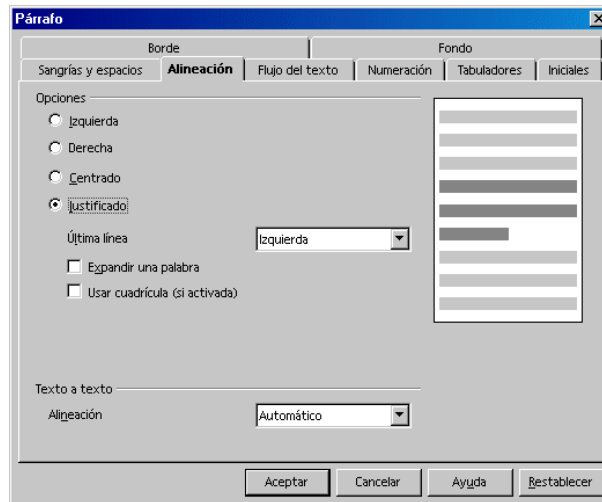 Párrafo
Borde Fondo
Sangrías y espacios Alineación Flujo del texto Numeración Tabuladores Iniciales
Opciones
Izquierda
Derecha
Centrado
Justificado
Última línea Izquierda
Expandir una palabra
Usar cuadrícula (si activada)
Texto a texto
Alineación Automático
Aceptar Cancelar Ayuda Restablecer